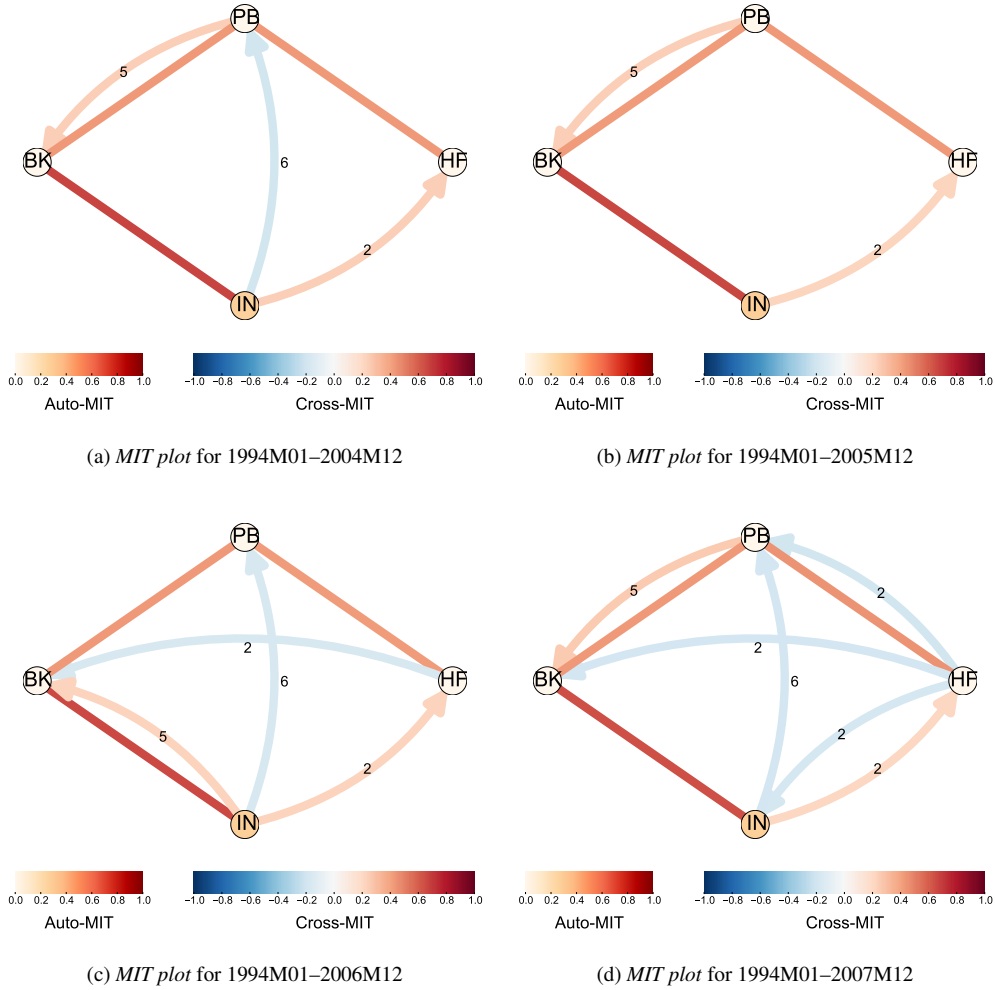 PB PB
5 5
BK 6 HF BK HF
2 2
IN IN
0.0 0.2 0.4 0.6 0.8 1.0 −1.0 −0.8 −0.6 −0.4 −0.2 0.0 0.2 0.4 0.6 0.8 1.0 0.0 0.2 0.4 0.6 0.8 1.0 −1.0 −0.8 −0.6 −0.4 −0.2 0.0 0.2 0.4 0.6 0.8 1.0
Auto-MIT Cross-MIT Auto-MIT Cross-MIT
(a) MIT plot for 1994M01–2004M12 (b) MIT plot for 1994M01–2005M12
PB PB
5 2
2 2
BK 6 HF BK 6 HF
5 2
2 2
IN IN
0.0 0.2 0.4 0.6 0.8 1.0 −1.0 −0.8 −0.6 −0.4 −0.2 0.0 0.2 0.4 0.6 0.8 1.0 0.0 0.2 0.4 0.6 0.8 1.0 −1.0 −0.8 −0.6 −0.4 −0.2 0.0 0.2 0.4 0.6 0.8 1.0
Auto-MIT Cross-MIT Auto-MIT Cross-MIT
(c) MIT plot for 1994M01–2006M12 (d) MIT plot for 1994M01–2007M12